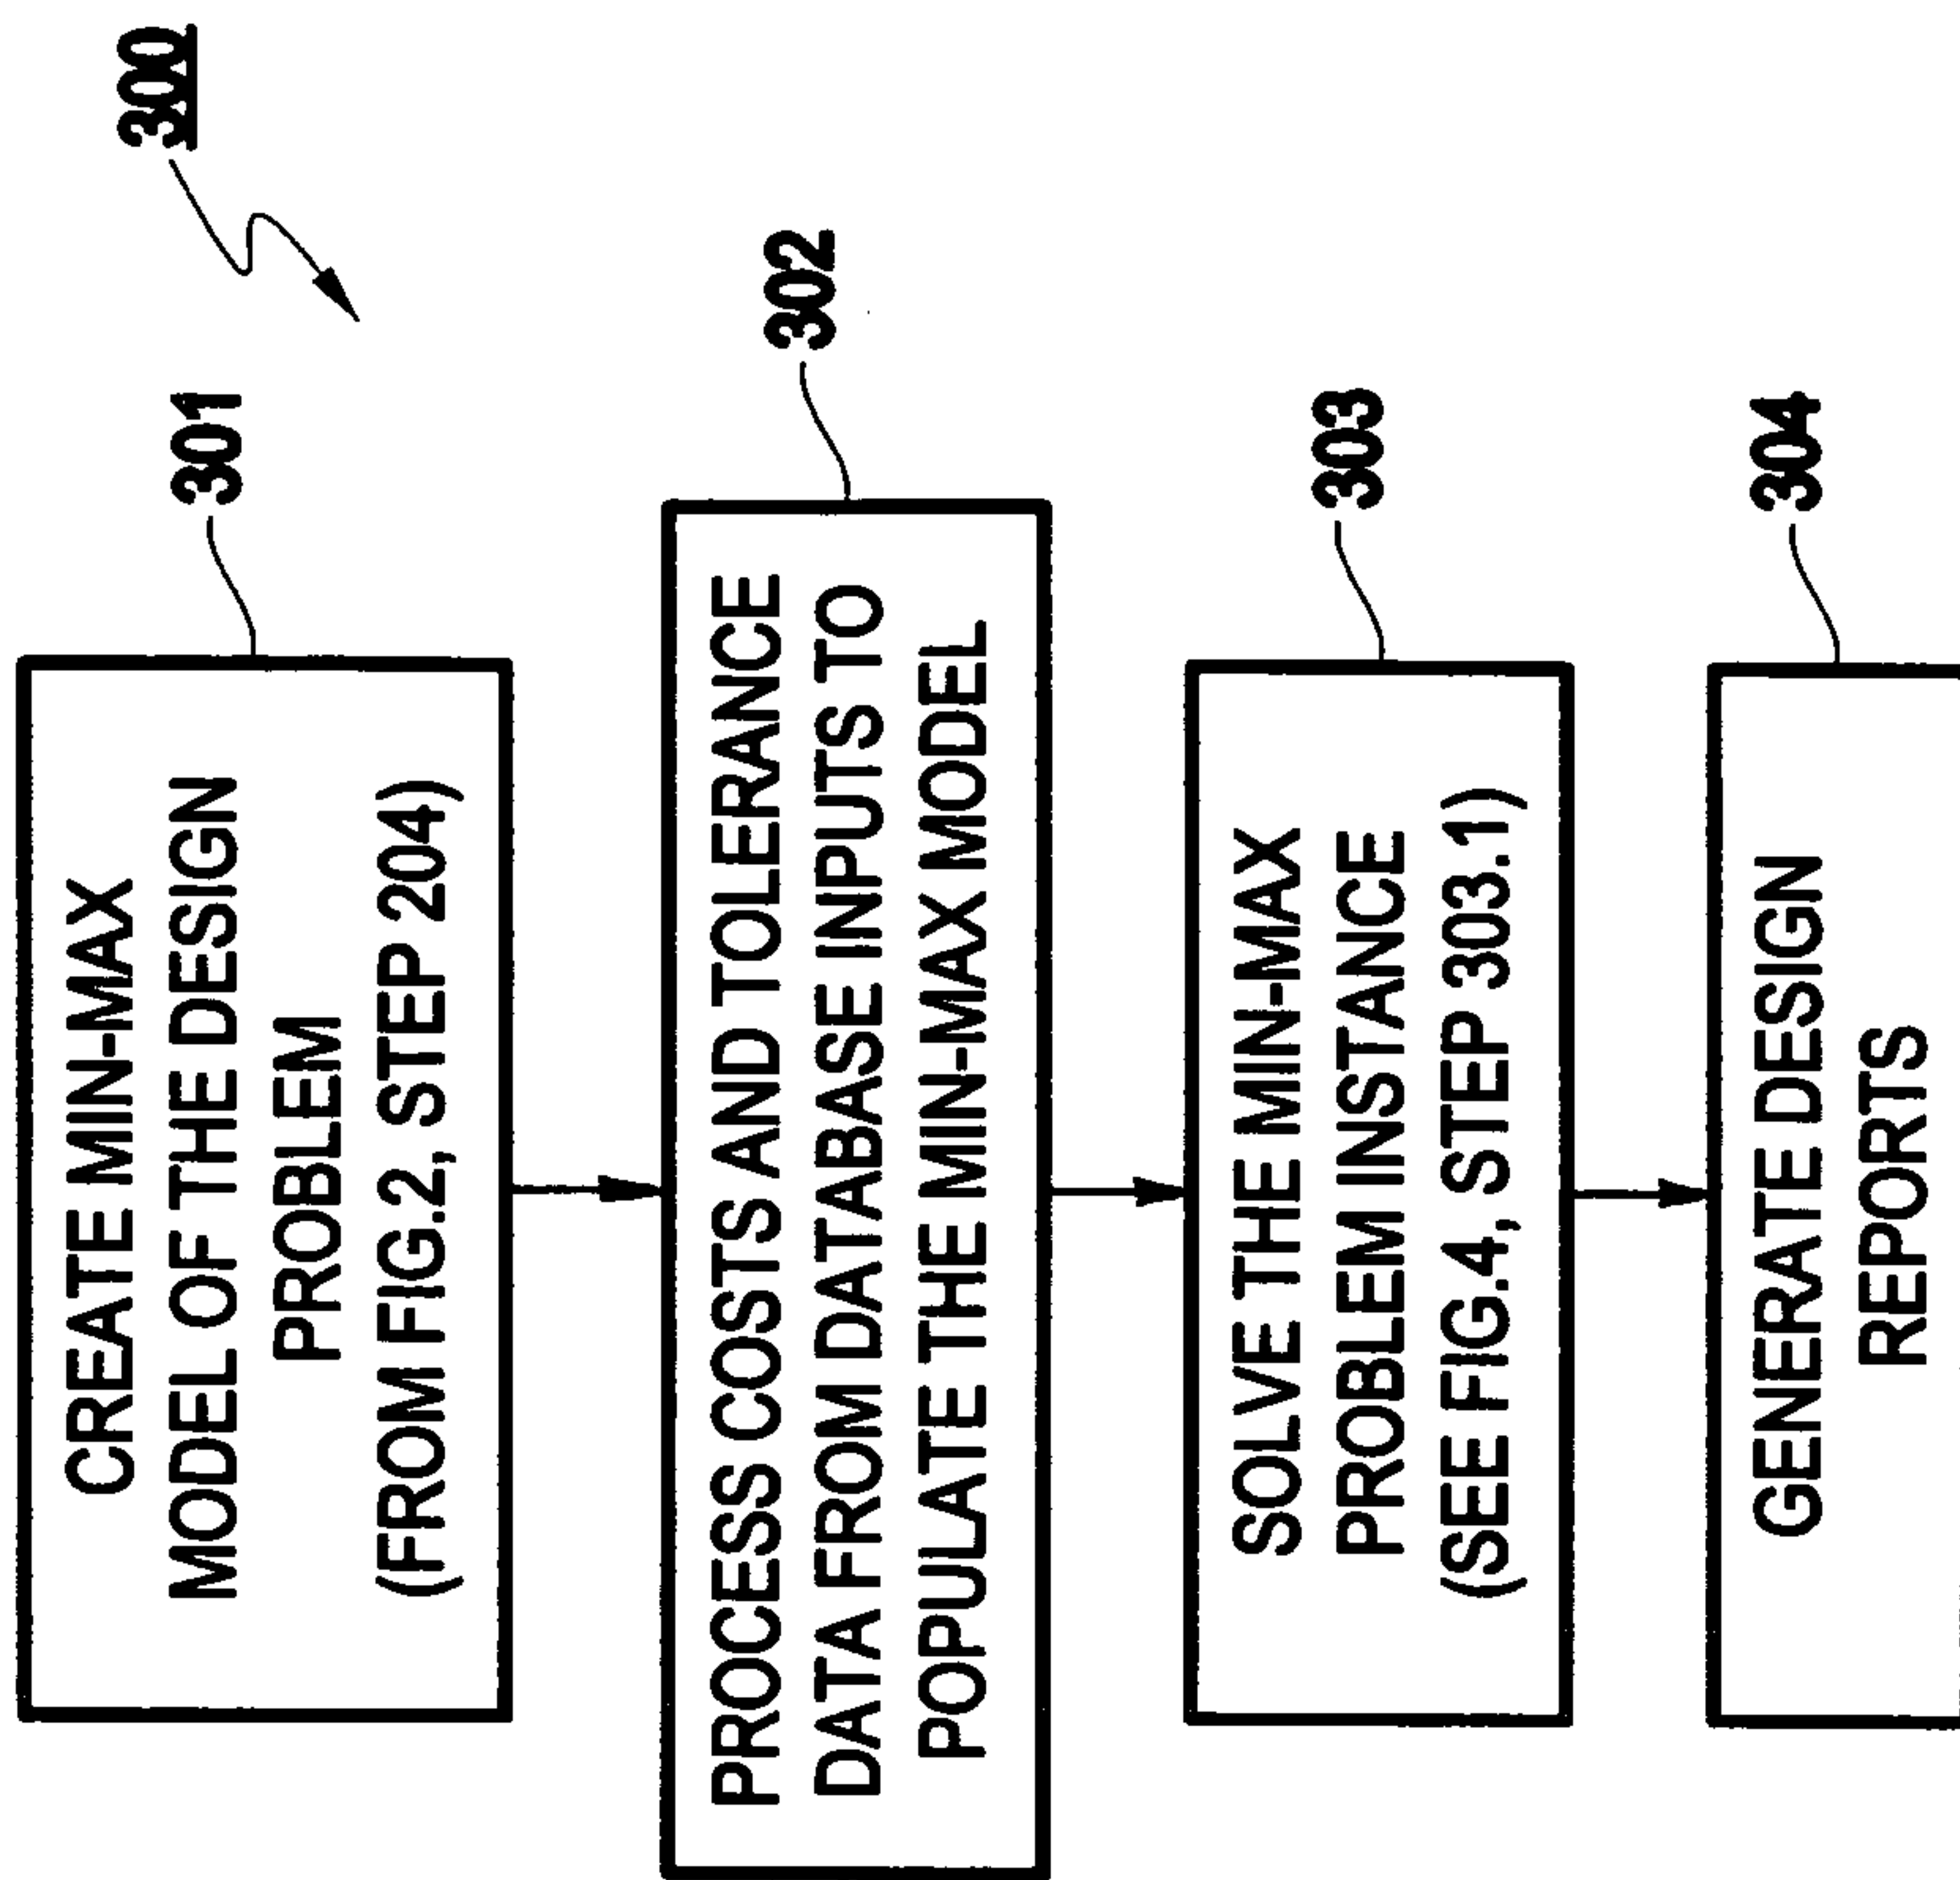 300
301
CREATE MIN-MAX
MODEL OF THE DESIGN
PROBLEM
(FROM FIG.2, STEP 204)
302
PROCESS COSTS AND TOLERANCE
DATA FROM DATABASE INPUTS TO
POPULATE THE MIN-MAX MODEL
303
SOLVE THE MIN-MAX
PROBLEM INSTANCE
(SEE FIG.4, STEP 303.1)
304
GENERATE DESIGN
REPORTS